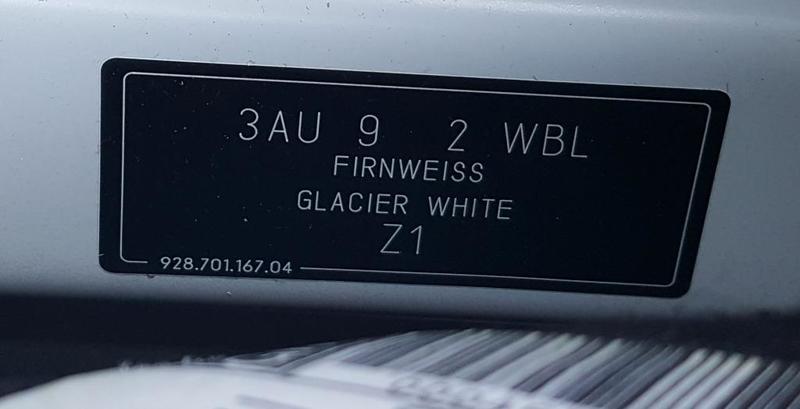 3AU 9 2 WBL
FIRNWEISS
GLACIER WHITE
Z1
928.701.167.04